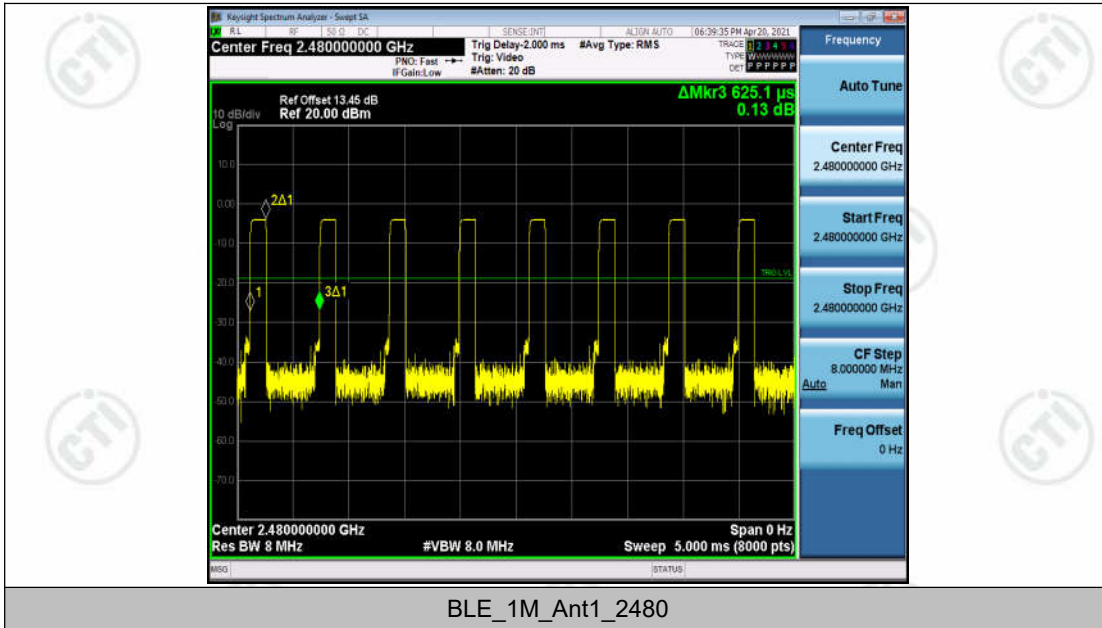 Keysight Spectrum Analyzer - Swept SA
RL RF 50 Ω DC SENSE:INT ALIGN AUTO 06:39:35 PM Apr 20, 2021
Center Freq 2.480000000 GHz
PNO: Fast
IFGain:Low
Trig Delay-2.000 ms
Trig: Video
#Atten: 20 dB
#Avg Type: RMS
TRACE 1 2 3 4 5 6
TYPE WWWWWW
DET P P P P P P
Frequency
Auto Tune
Center Freq
2.480000000 GHz
Start Freq
2.480000000 GHz
Stop Freq
2.480000000 GHz
CF Step
8.000000 MHz
Auto Man
Freq Offset
0 Hz
ΔMkr3 625.1 µs
0.13 dB
Ref Offset 13.45 dB
10 dB/div Ref 20.00 dBm
Log
10.0
0.00
-10.0
-20.0
-30.0
-40.0
-50.0
-60.0
-70.0
2Δ1
1
3Δ1
TRIG LVL
Center 2.480000000 GHz Span 0 Hz
Res BW 8 MHz #VBW 8.0 MHz Sweep 5.000 ms (8000 pts)
MSG STATUS
BLE_1M_Ant1_2480
CTI
CTI
CTI
CTI